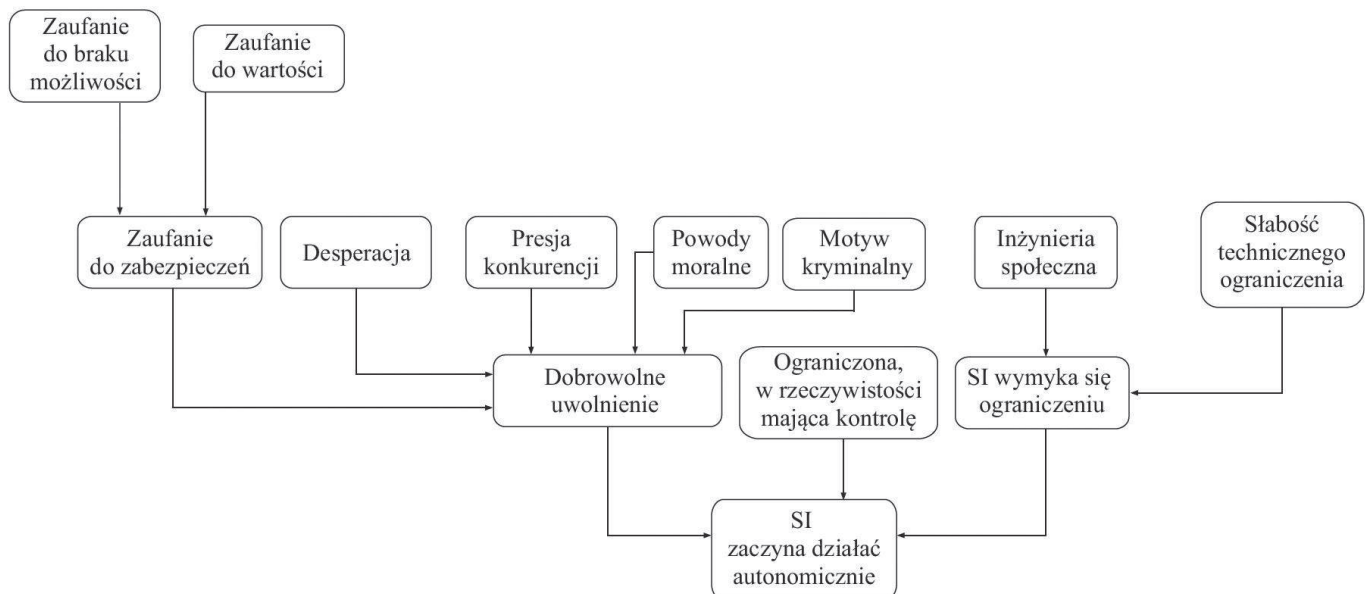 Zaufanie
do braku
możliwości
Zaufanie
do wartości
Zaufanie
do zabezpieczeń
Desperacja
Presja
konkurencji
Powody
moralne
Motyw
kryminalny
Inżynieria
społeczna
Słabość
technicznego
ograniczenia
Dobrowolne
uwolnienie
Ograniczona,
w rzeczywistości
mająca kontrolę
SI wymyka się
ograniczeniu
SI
zaczyna działać
autonomicznie